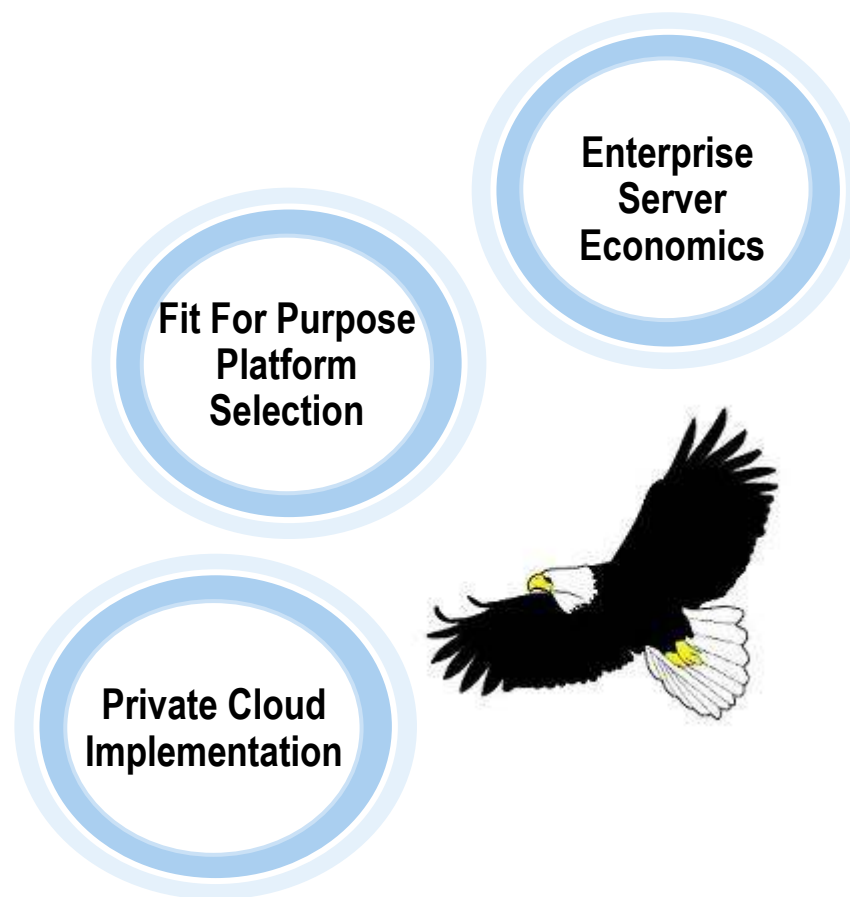 Enterprise
Server
Economics
Fit For Purpose
Platform
Selection
Private Cloud
Implementation